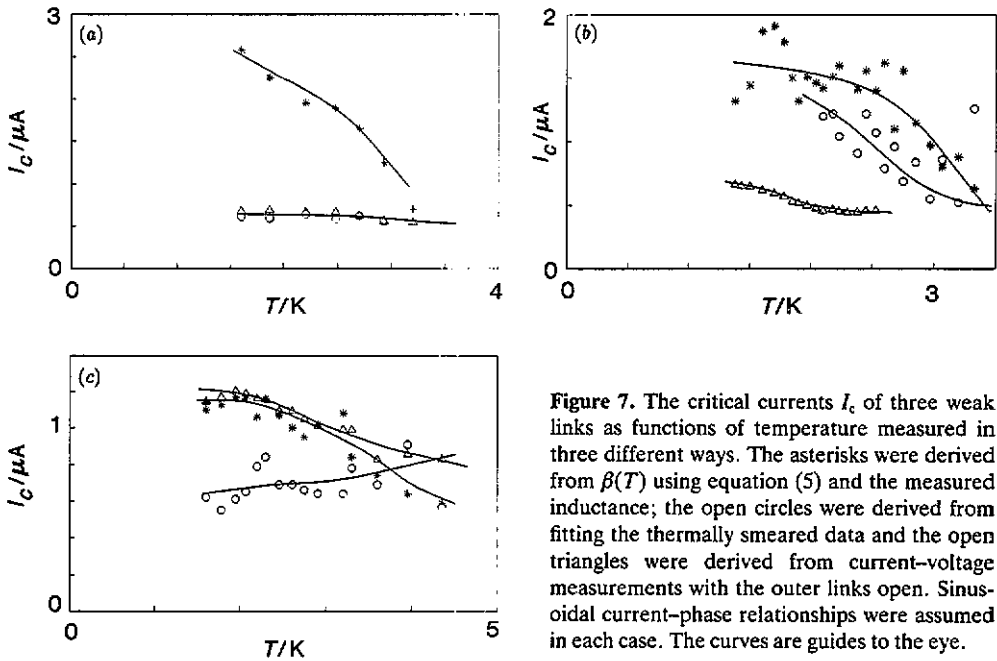 3
(a)
I_c/μA
0
0
T/K
4
2
(b)
I_c/μA
0
0
T/K
3
(c)
1
I_c/μA
0
0
T/K
5
Figure 7. The critical currents I_c of three weak
links as functions of temperature measured in
three different ways. The asterisks were derived
from β(T) using equation (5) and the measured
inductance; the open circles were derived from
fitting the thermally smeared data and the open
triangles were derived from current–voltage
measurements with the outer links open. Sinus-
oidal current–phase relationships were assumed
in each case. The curves are guides to the eye.